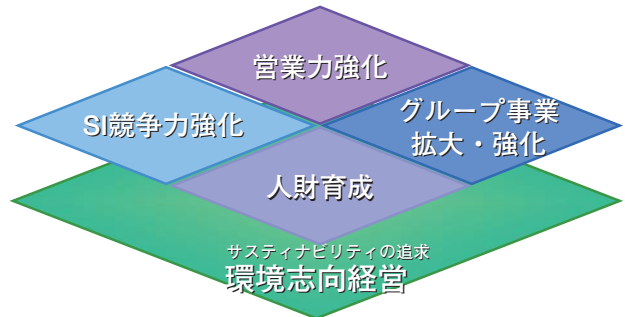 営業力強化
SI競争力強化
グループ事業
拡大・強化
人財育成
サスティナビリティの追求
環境志向経営